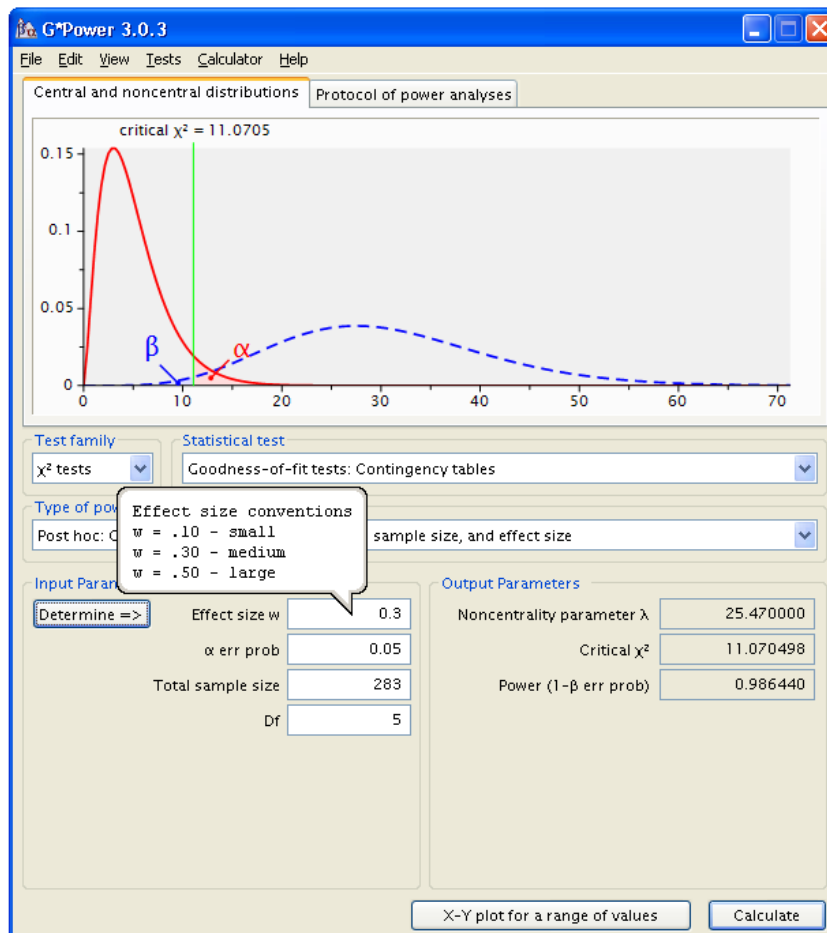 G*Power 3.0.3
File Edit View Tests Calculator Help
Central and noncentral distributions Protocol of power analyses
critical χ² = 11.0705
0.15
0.1
0.05
0
β α
0 10 20 30 40 50 60 70
Test family Statistical test
χ² tests Goodness-of-fit tests: Contingency tables
Type of pow
Post hoc: C sample size, and effect size
Effect size conventions
w = .10 - small
w = .30 - medium
w = .50 - large
Input Param Output Parameters
Determine => Effect size w 0.3 Noncentrality parameter λ 25.470000
α err prob 0.05 Critical χ² 11.070498
Total sample size 283 Power (1-β err prob) 0.986440
Df 5
X-Y plot for a range of values Calculate